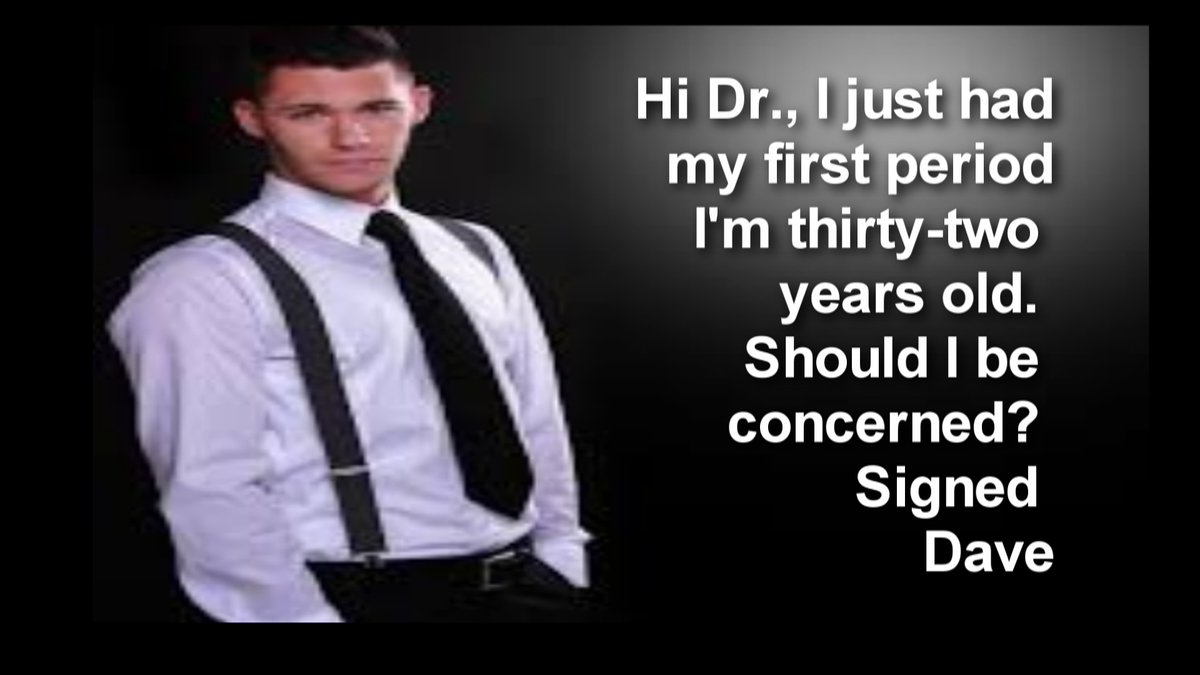 Hi Dr., I just had
my first period
I'm thirty-two
years old.
Should I be
concerned?
Signed
Dave